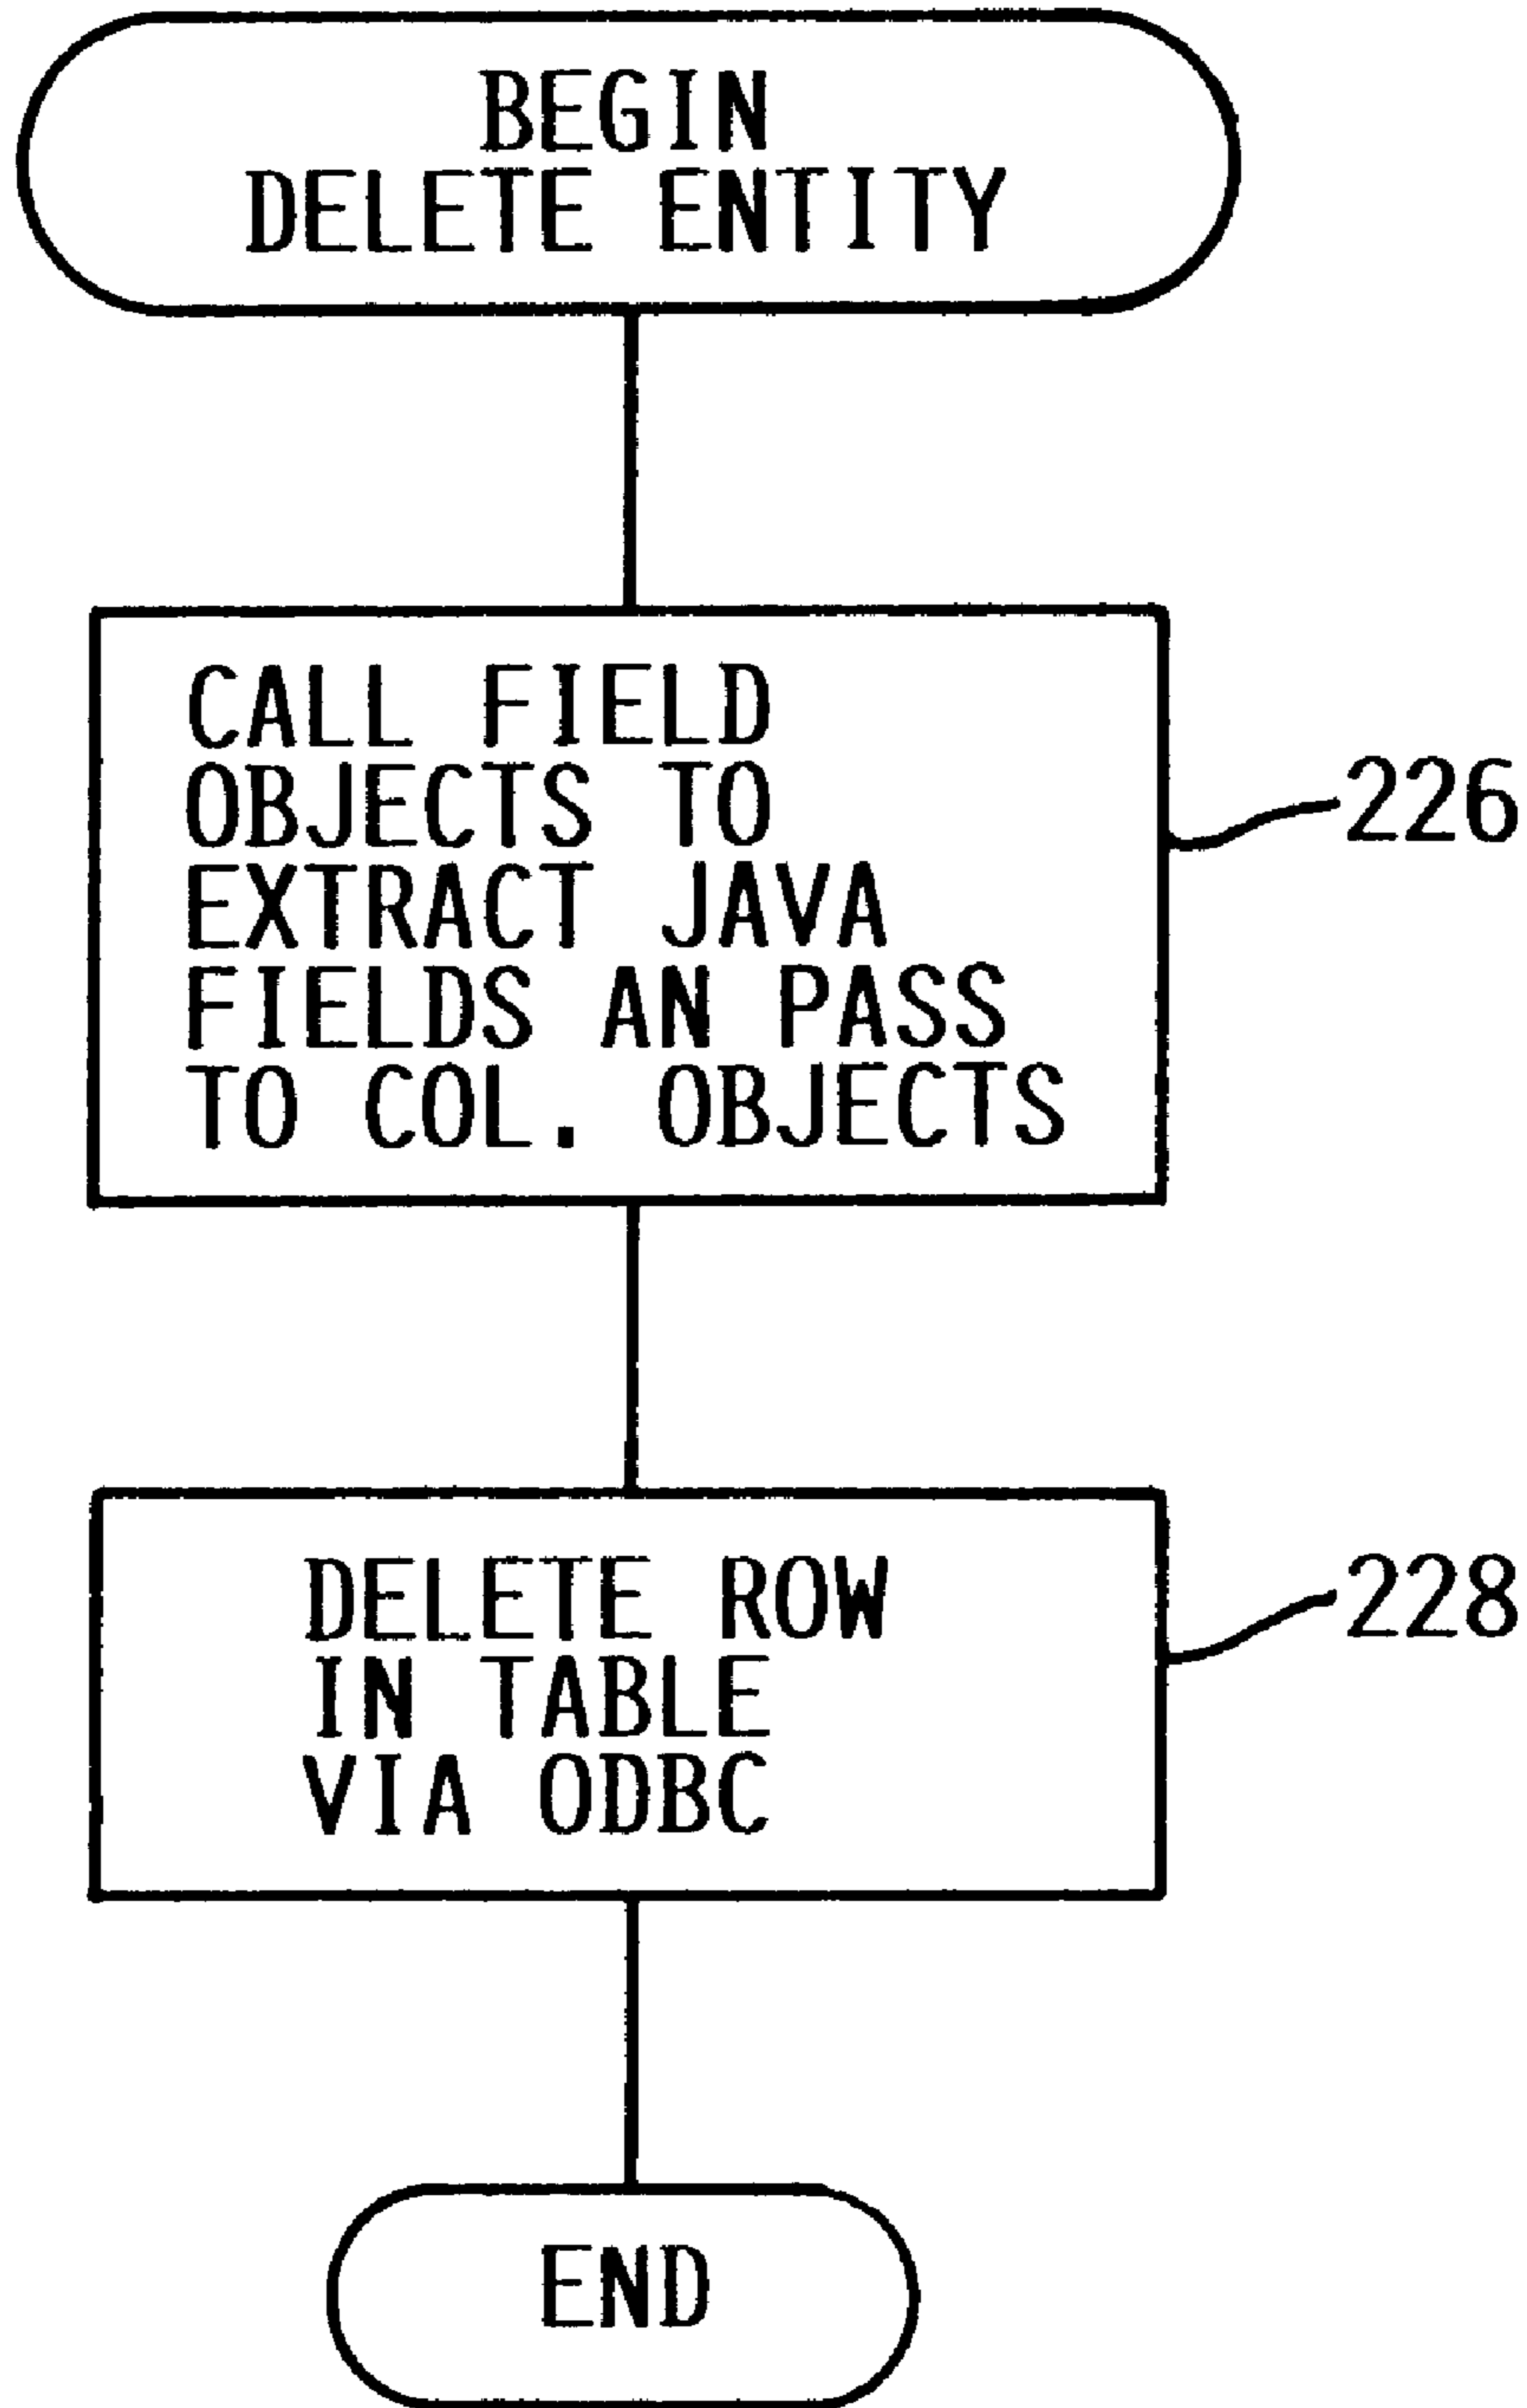 BEGIN
DELETE ENTITY
CALL FIELD
OBJECTS TO
EXTRACT JAVA
FIELDS AN PASS
TO COL. OBJECTS
226
DELETE ROW
IN TABLE
VIA ODBC
228
END